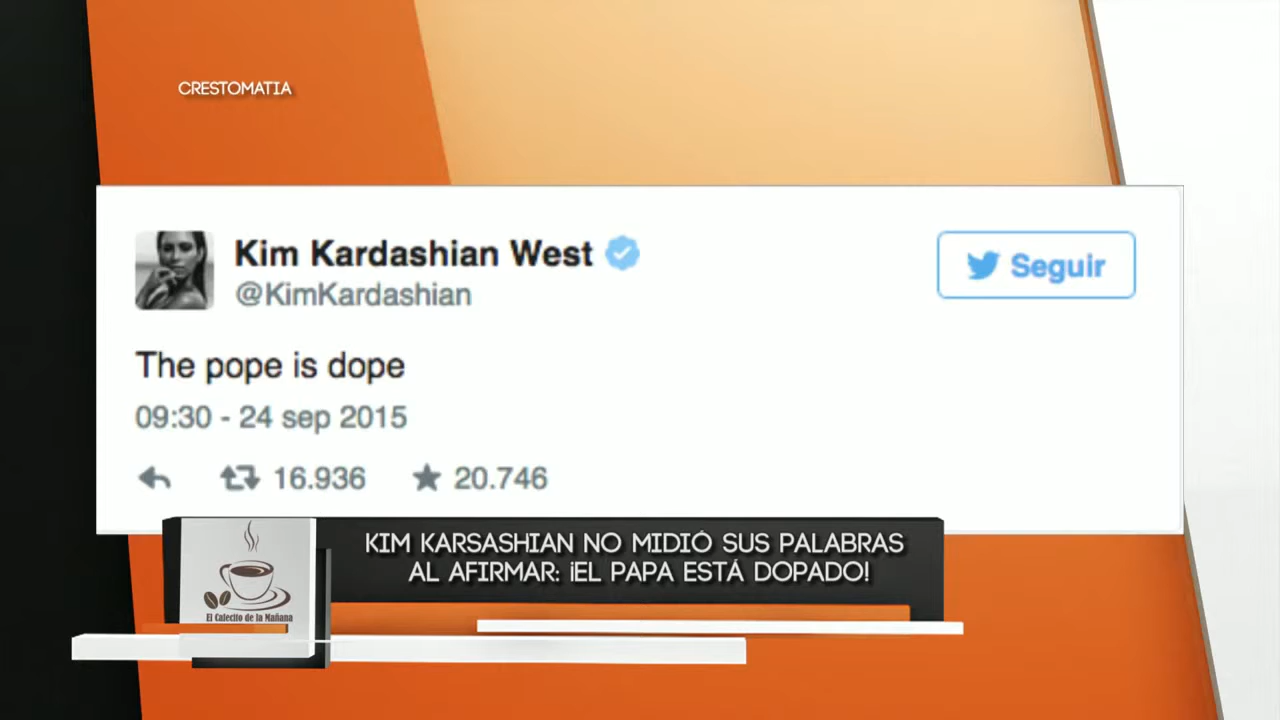 CRESTOMATIA
Kim Kardashian West
Seguir
@KimKardashian
The pope is dope
09:30 - 24 sep 2015
16.936 20.746
KIM KARSASHIAN NO MIDIÓ SUS PALABRAS
AL AFIRMAR: ¡EL PAPA ESTÁ DOPADO!
El Cafecito de la Mañana